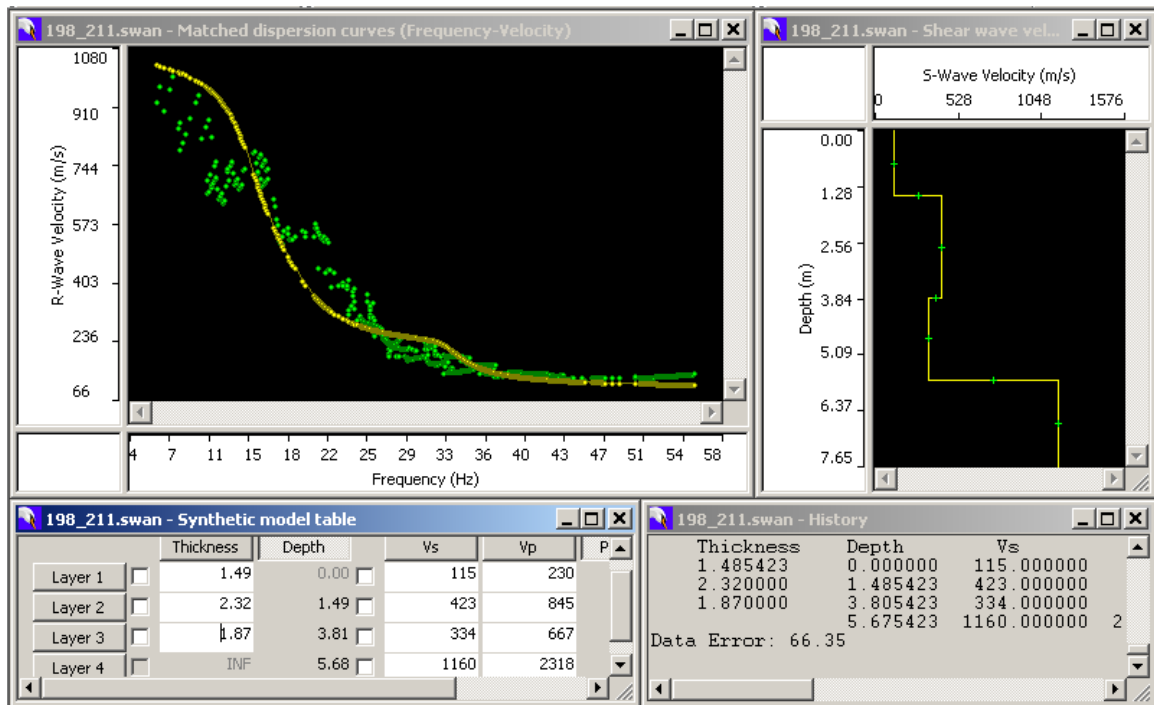 198_211.swan - Matched dispersion curves (Frequency-Velocity)
1080
910
744
573
403
236
66
R-Wave Velocity (m/s)
4 7 11 15 18 22 25 29 33 36 40 43 47 51 54 58
Frequency (Hz)
198_211.swan - Shear wave vel...
S-Wave Velocity (m/s)
0 528 1048 1576
0.00
1.28
2.56
3.84
5.09
6.37
7.65
Depth (m)
198_211.swan - Synthetic model table
Thickness Depth Vs Vp P
Layer 1 1.49 0.00 115 230
Layer 2 2.32 1.49 423 845
Layer 3 1.87 3.81 334 667
Layer 4 INF 5.68 1160 2318
198_211.swan - History
Thickness Depth Vs
1.485423 0.000000 115.000000
2.320000 1.485423 423.000000
1.870000 3.805423 334.000000
5.675423 1160.000000 2
Data Error: 66.35